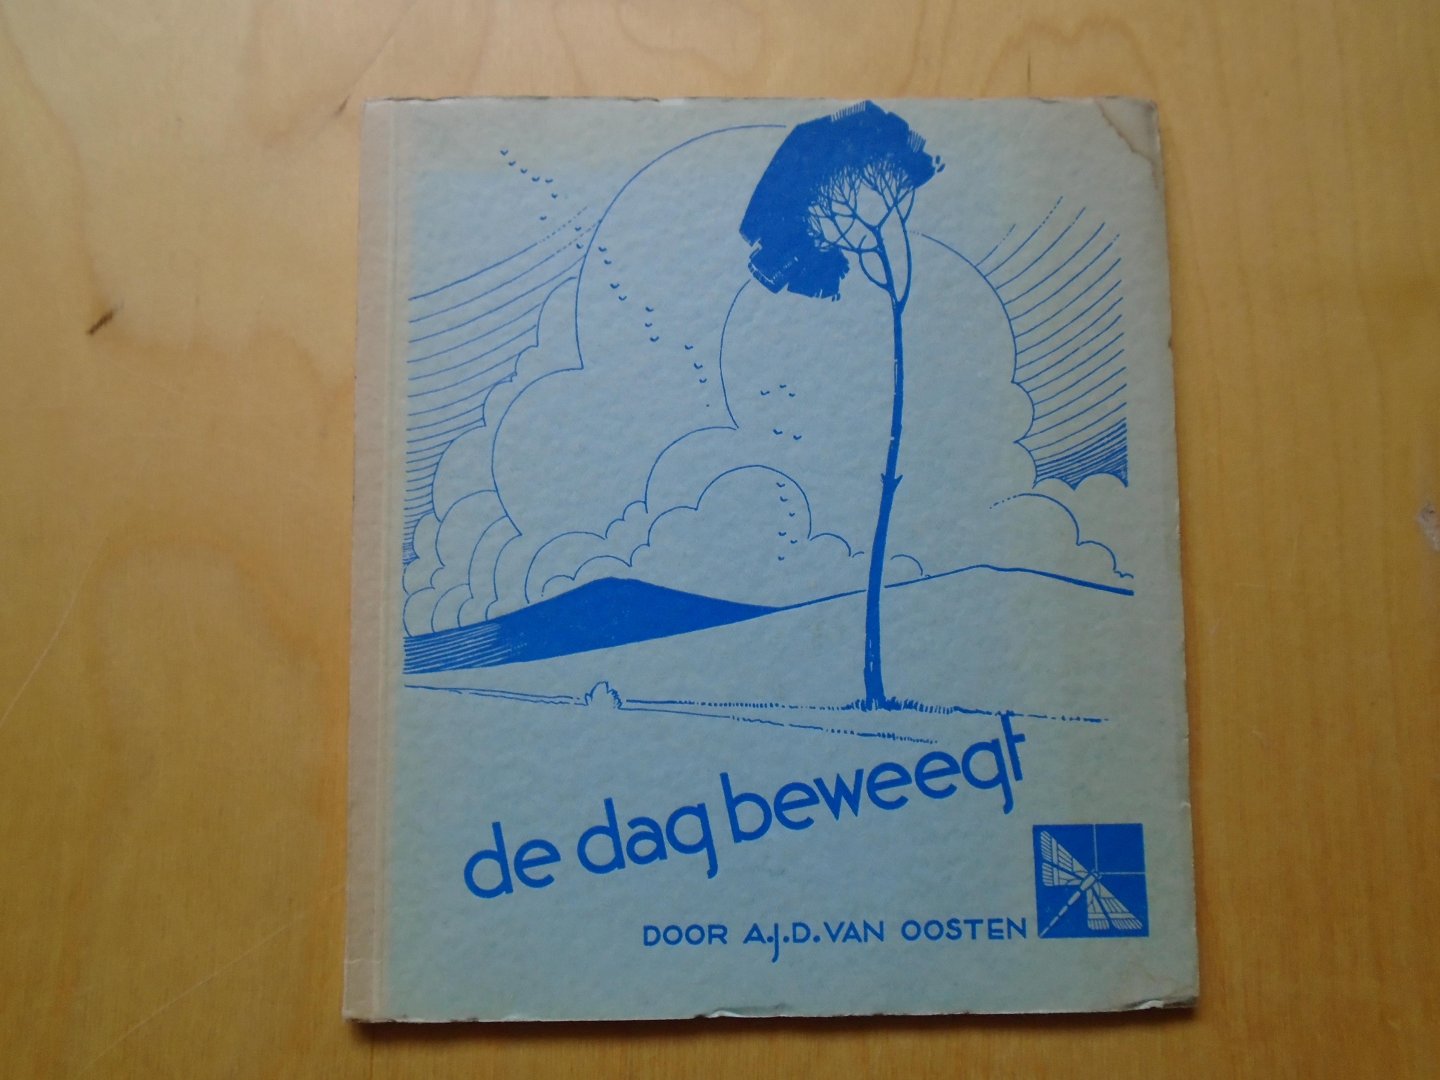 de dag beweegt
DOOR A.J.D. VAN OOSTEN